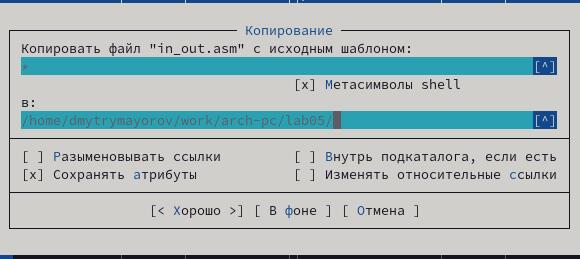 Копирование
Копировать файл "in_out.asm" с исходным шаблоном:
* [^]
[x] Метасимволы shell
в:
/home/dmytrymayorov/work/arch-pc/lab05/ [^]
[ ] Разыменовывать ссылки [ ] Внутрь подкаталога, если есть
[x] Сохранять атрибуты [ ] Изменять относительные ссылки
[< Хорошо >] [ В фоне ] [ Отмена ]